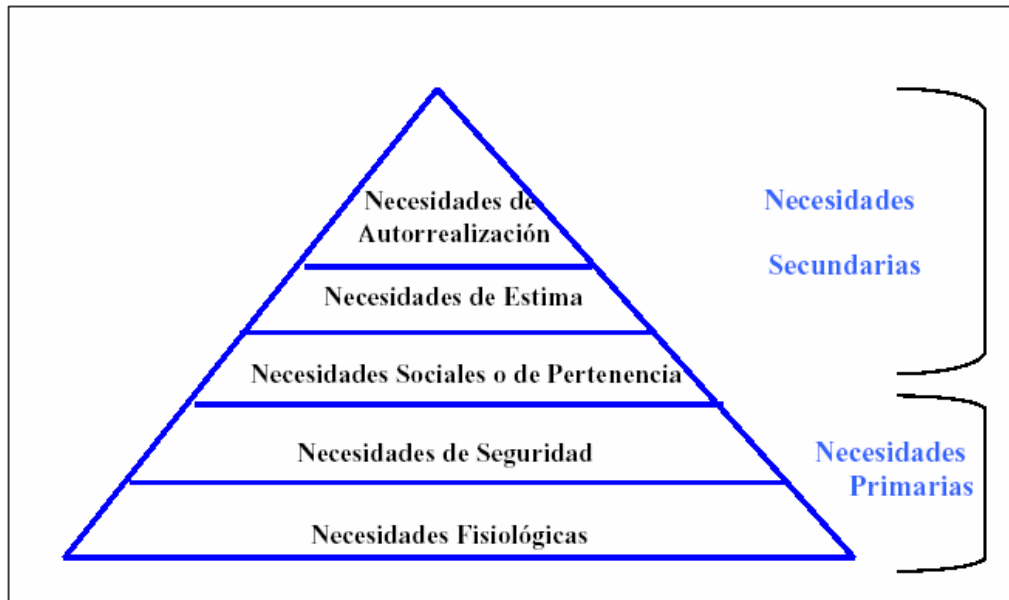 Necesidades de
Autorrealización
Necesidades de Estima
Necesidades Sociales o de Pertenencia
Necesidades de Seguridad
Necesidades Fisiológicas
Necesidades
Secundarias
Necesidades
Primarias